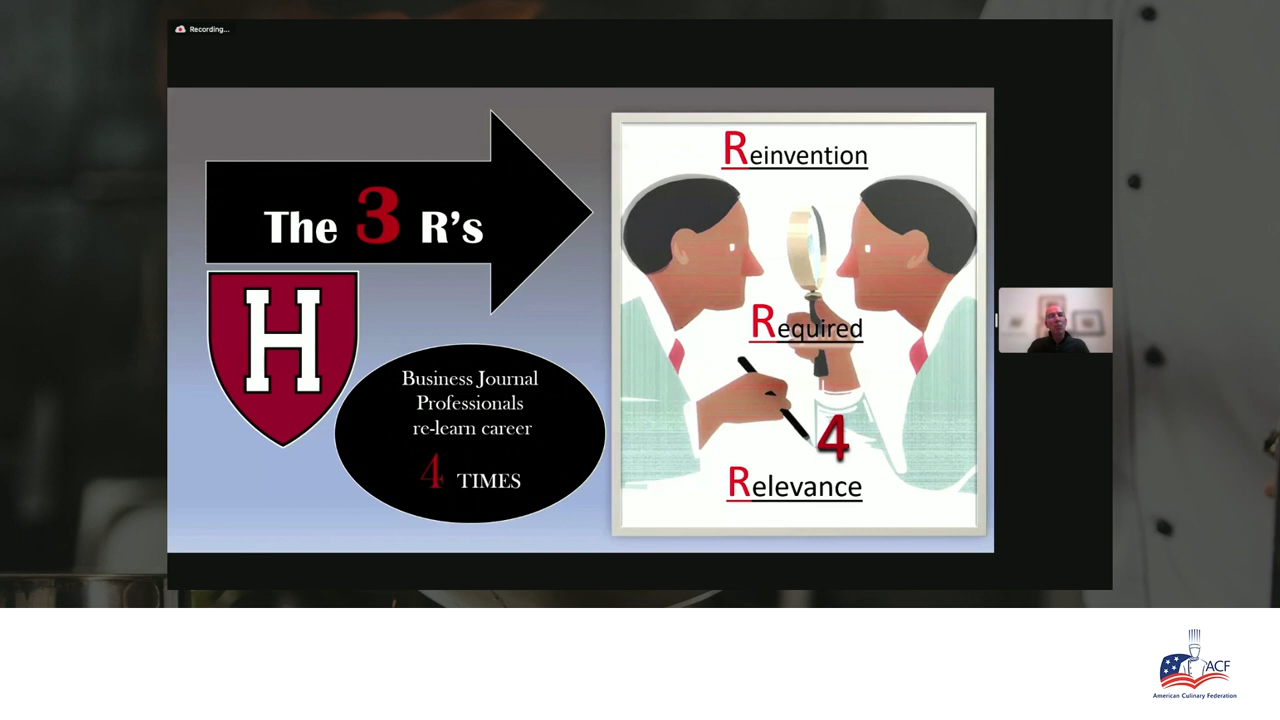 Recording...
The 3 R's
H
Business Journal
Professionals
re-learn career
4 TIMES
Reinvention
Required
4
Relevance
ACF
American Culinary Federation